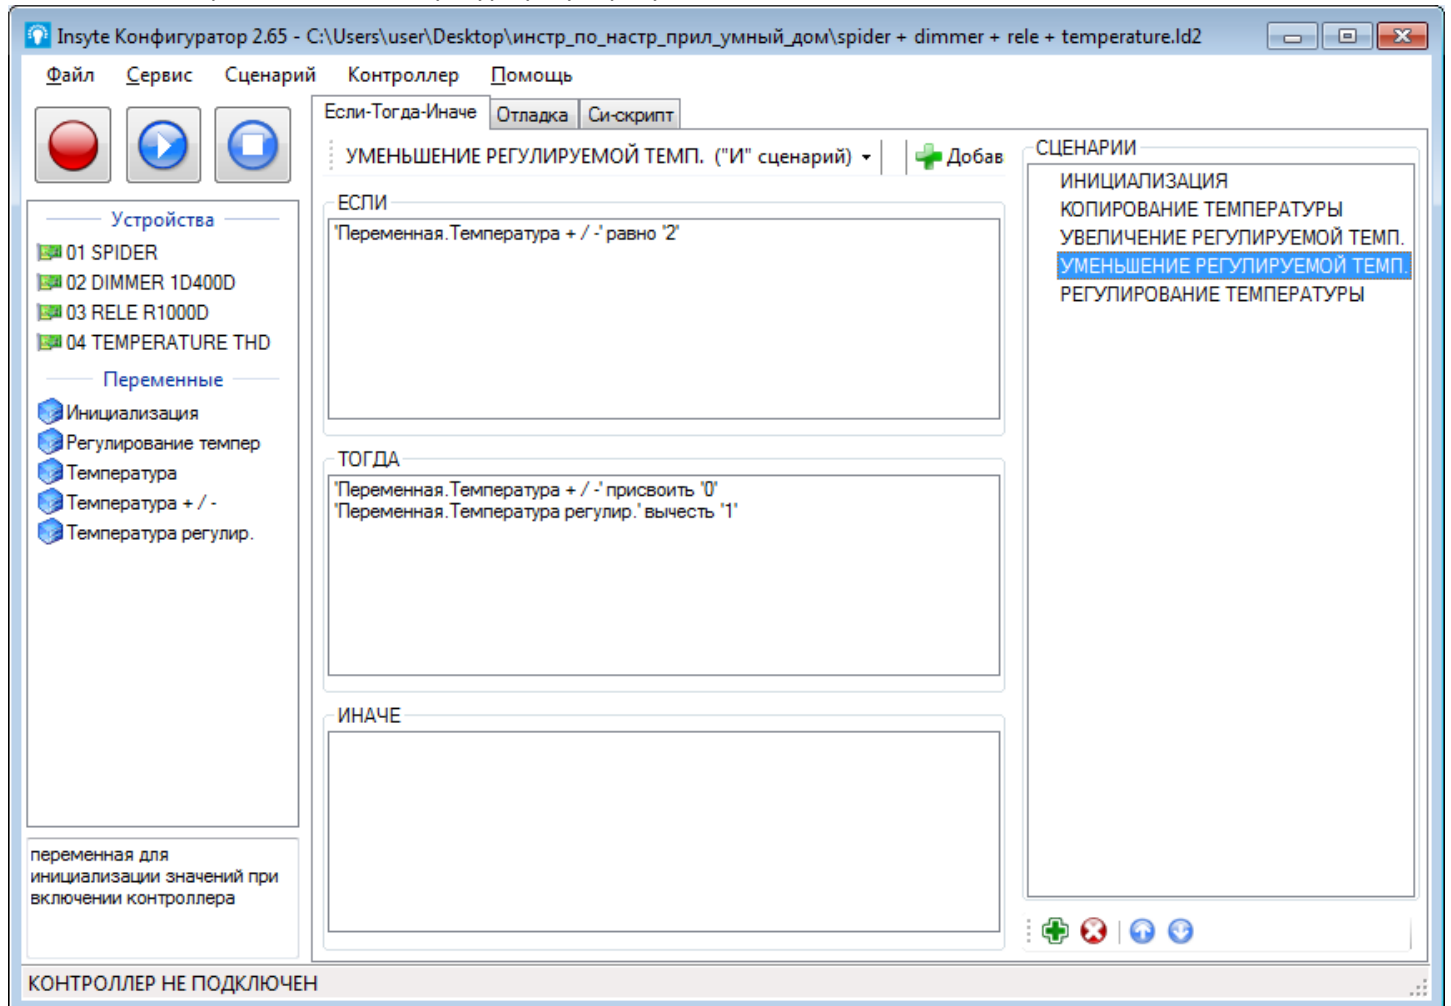 Insyte Конфигуратор 2.65 - C:\Users\user\Desktop\инстр_по_настр_прил_умный_дом\spider + dimmer + rele + temperature.ld2
Файл Сервис Сценарий Контроллер Помощь
Если-Тогда-Иначе Отладка Си-скрипт
УМЕНЬШЕНИЕ РЕГУЛИРУЕМОЙ ТЕМП. ("И" сценарий) Добав
Устройства
01 SPIDER
02 DIMMER 1D400D
03 RELE R1000D
04 TEMPERATURE THD
Переменные
Инициализация
Регулирование темпер
Температура
Температура + / -
Температура регулир.
переменная для
инициализации значений при
включении контроллера
ЕСЛИ
'Переменная.Температура + / -' равно '2'
ТОГДА
'Переменная.Температура + / -' присвоить '0'
'Переменная.Температура регулир.' вычесть '1'
ИНАЧЕ
СЦЕНАРИИ
ИНИЦИАЛИЗАЦИЯ
КОПИРОВАНИЕ ТЕМПЕРАТУРЫ
УВЕЛИЧЕНИЕ РЕГУЛИРУЕМОЙ ТЕМП.
УМЕНЬШЕНИЕ РЕГУЛИРУЕМОЙ ТЕМП.
РЕГУЛИРОВАНИЕ ТЕМПЕРАТУРЫ
КОНТРОЛЛЕР НЕ ПОДКЛЮЧЕН